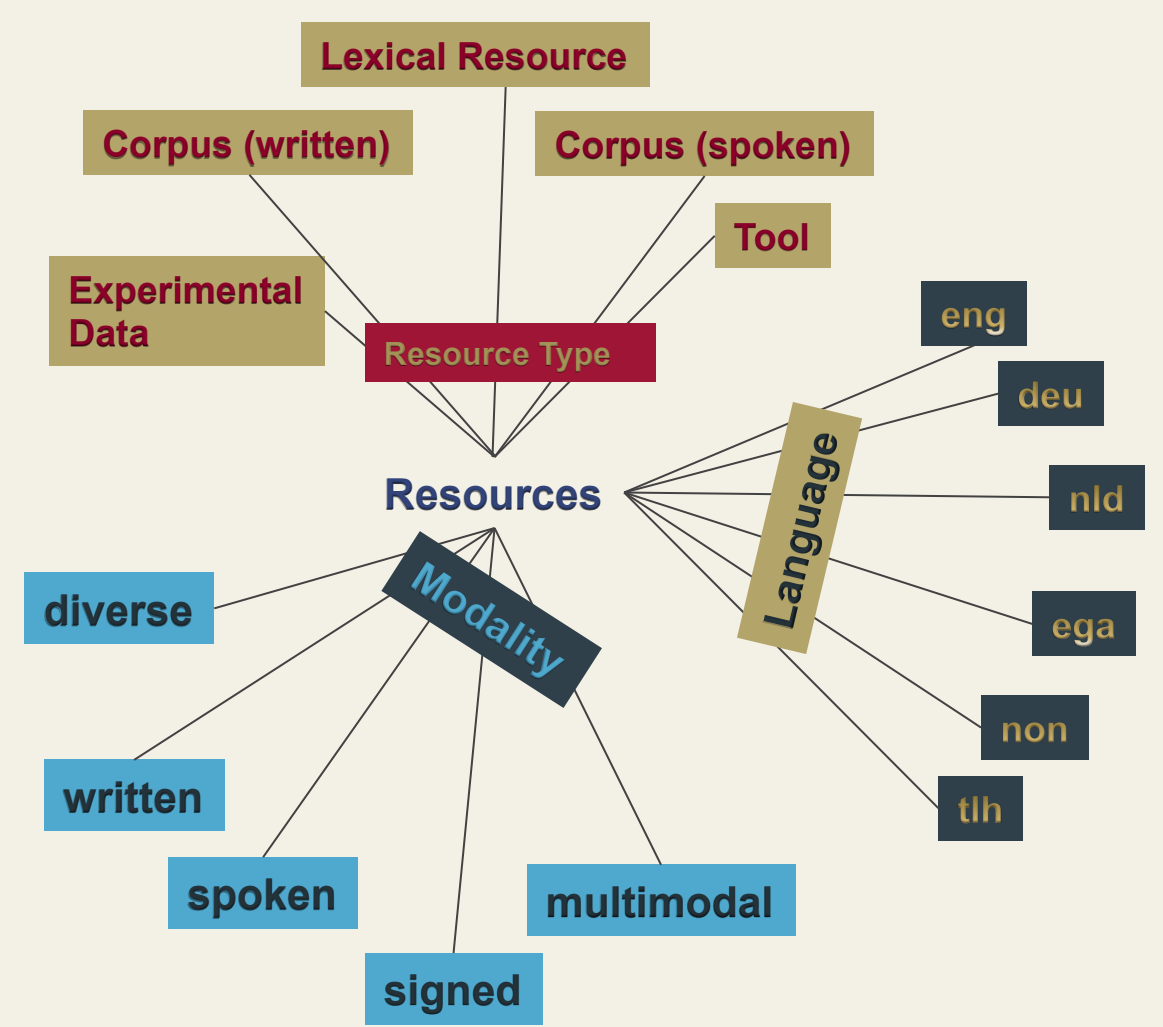 Lexical Resource
Corpus (written)
Corpus (spoken)
Tool
Experimental
Data
Resource Type
eng
deu
Language
nld
Resources
Modality
diverse
ega
non
written
tlh
spoken
multimodal
signed